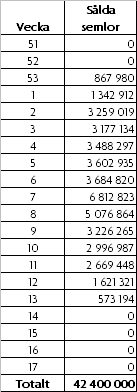 Vecka Sålda semlor
51 0
52 0
53 867 980
1 1 342 912
2 3 259 019
3 3 177 134
4 3 488 297
5 3 602 935
6 3 684 820
7 6 812 823
8 5 076 864
9 3 226 265
10 2 996 987
11 2 669 448
12 1 621 321
13 573 194
14 0
15 0
16 0
17 0
Totalt 42 400 000